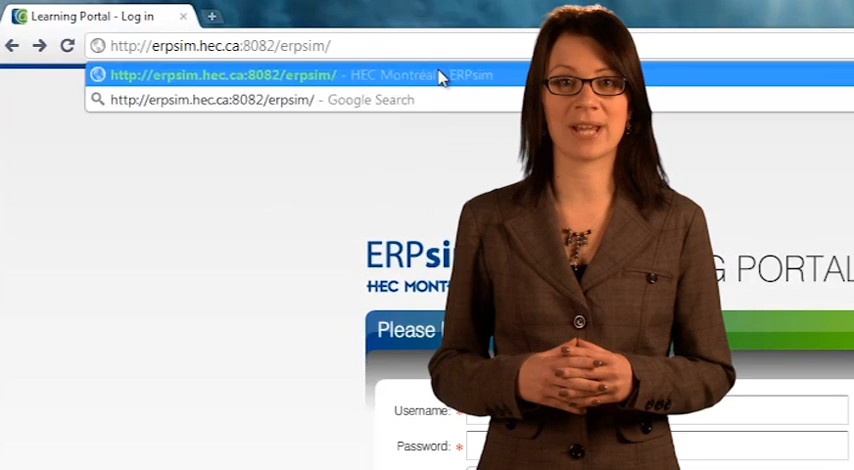 Learning Portal - Log in
http://erpsim.hec.ca:8082/erpsim/
http://erpsim.hec.ca:8082/erpsim/ - HEC Montréal ERPsim
http://erpsim.hec.ca:8082/erpsim/ - Google Search
ERPsi
G PORTAL
HEC MONT
Please
Username: *
Password: *